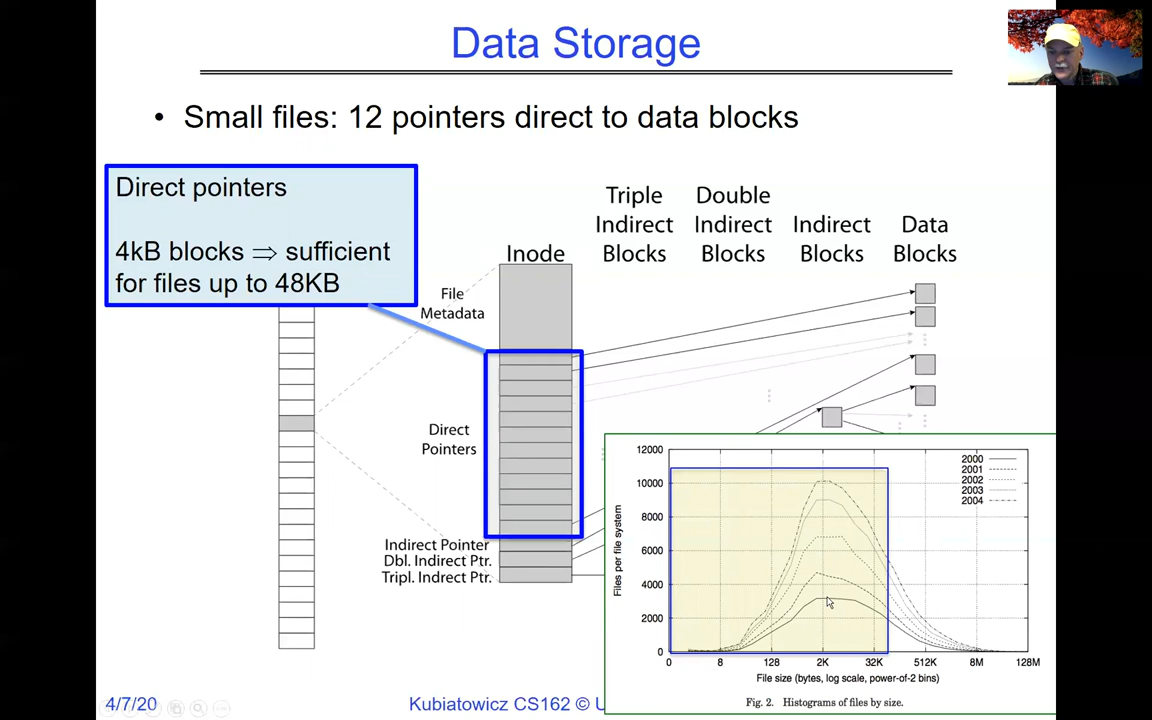 Data Storage
• Small files: 12 pointers direct to data blocks
Direct pointers
4kB blocks ⇒ sufficient
for files up to 48KB
Triple
Indirect
Blocks
Double
Indirect
Blocks
Indirect
Blocks
Data
Blocks
Inode
File
Metadata
Direct
Pointers
Indirect Pointer
Dbl. Indirect Ptr.
Tripl. Indirect Ptr.
12000
10000
8000
6000
4000
2000
0
Files per file system
2000
2001
2002
2003
2004
0 8 128 2K 32K 512K 8M 128M
File size (bytes, log scale, power-of-2 bins)
Fig. 2. Histograms of files by size.
4/7/20
Kubiatowicz CS162 © U